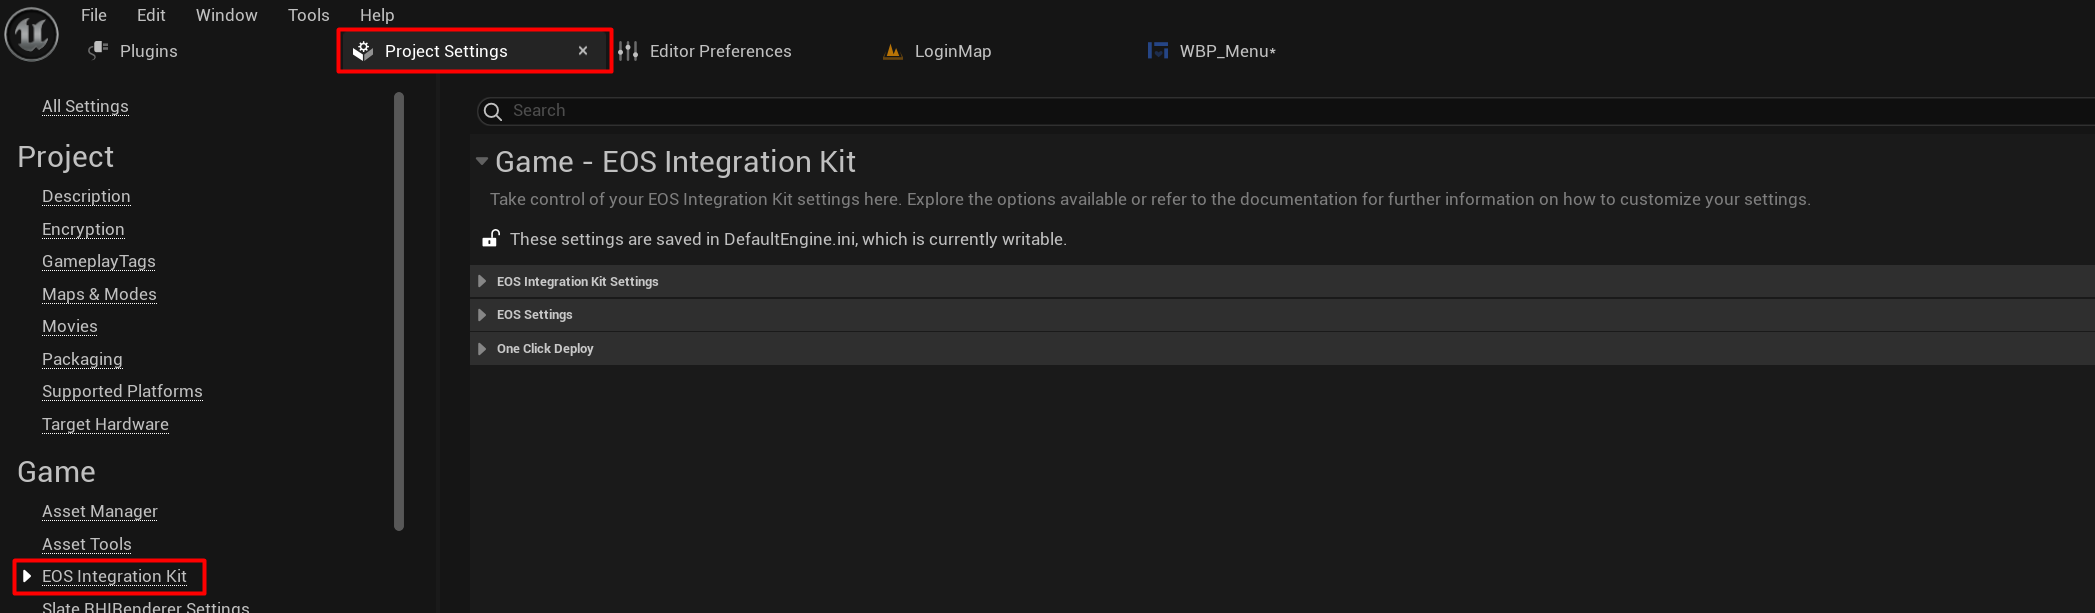 File Edit Window Tools Help
Plugins Project Settings Editor Preferences LoginMap WBP_Menu*
All Settings
Project
Description
Encryption
GameplayTags
Maps & Modes
Movies
Packaging
Supported Platforms
Target Hardware
Game
Asset Manager
Asset Tools
EOS Integration Kit
Slate RHIRenderer Settings
Search
Game - EOS Integration Kit
Take control of your EOS Integration Kit settings here. Explore the options available or refer to the documentation for further information on how to customize your settings.
These settings are saved in DefaultEngine.ini, which is currently writable.
EOS Integration Kit Settings
EOS Settings
One Click Deploy